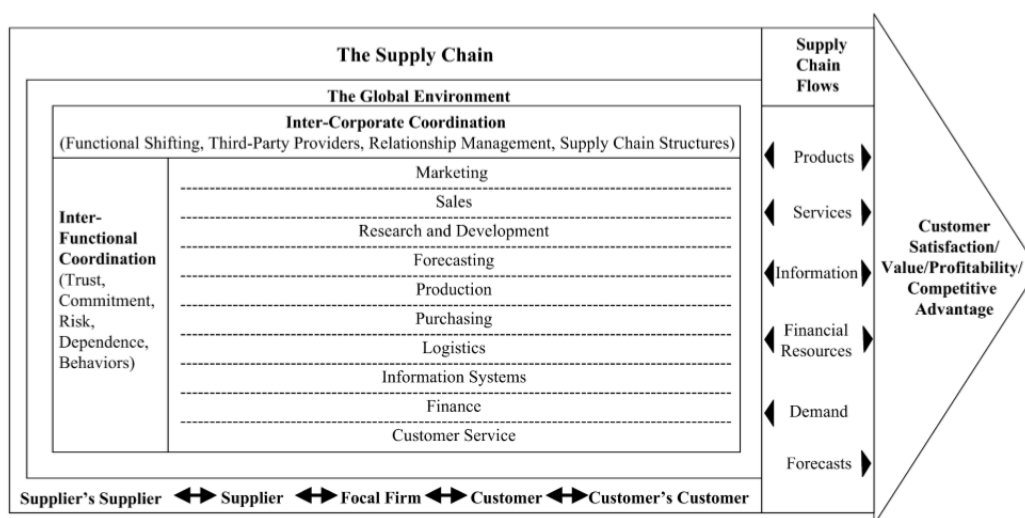 The Supply Chain
The Global Environment
Inter-Corporate Coordination
(Functional Shifting, Third-Party Providers, Relationship Management, Supply Chain Structures)
Inter-
Functional
Coordination
(Trust,
Commitment,
Risk,
Dependence,
Behaviors)
Marketing
Sales
Research and Development
Forecasting
Production
Purchasing
Logistics
Information Systems
Finance
Customer Service
Supplier's Supplier
Supplier
Focal Firm
Customer
Customer's Customer
Supply
Chain
Flows
Products
Services
Information
Financial
Resources
Demand
Forecasts
Customer
Satisfaction/
Value/Profitability/
Competitive
Advantage